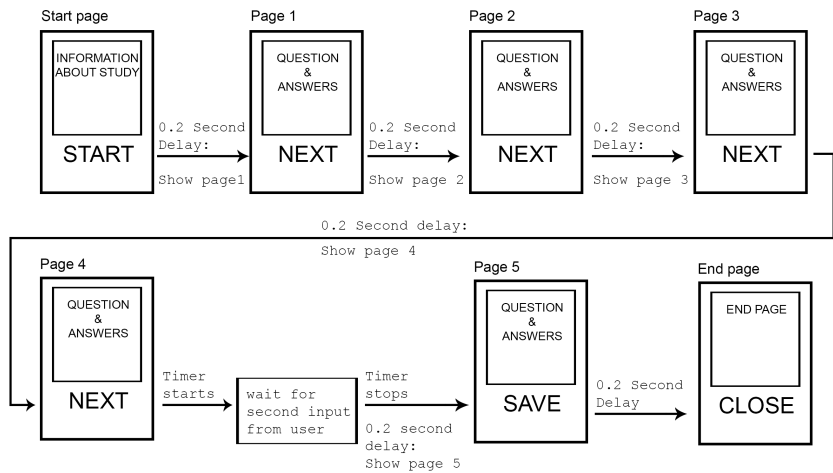 Start page
INFORMATION
ABOUT STUDY
START
0.2 Second
Delay:
Show page1
Page 1
QUESTION
&
ANSWERS
NEXT
0.2 Second
Delay:
Show page 2
Page 2
QUESTION
&
ANSWERS
NEXT
0.2 Second
Delay:
Show page 3
Page 3
QUESTION
&
ANSWERS
NEXT
0.2 Second delay:
Show page 4
Page 4
QUESTION
&
ANSWERS
NEXT
Timer
starts
wait for
second input
from user
Timer
stops
0.2 second
delay:
Show page 5
Page 5
QUESTION
&
ANSWERS
SAVE
0.2 Second
Delay
End page
END PAGE
CLOSE